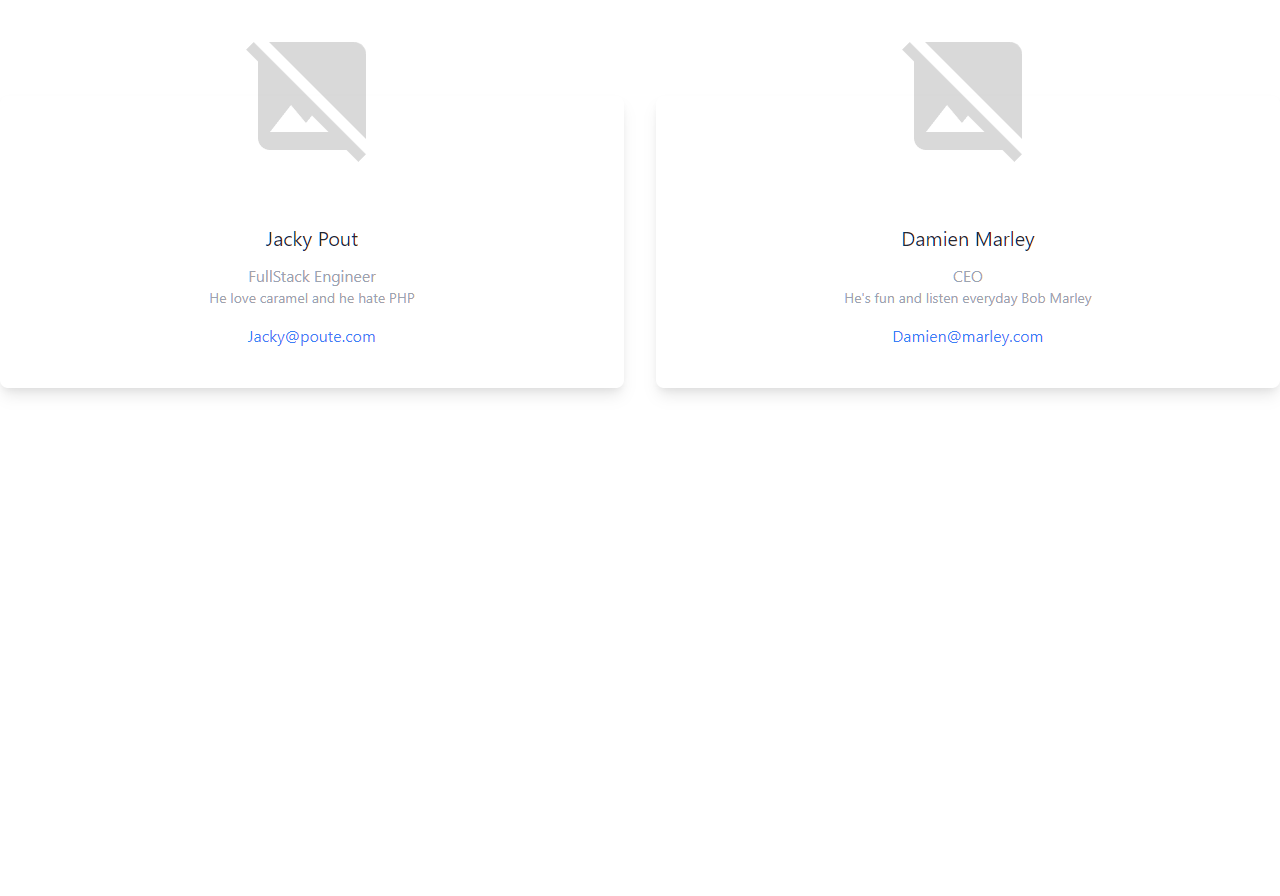 Jacky Pout
FullStack Engineer
He love caramel and he hate PHP
Jacky@poute.com
Damien Marley
CEO
He's fun and listen everyday Bob Marley
Damien@marley.com